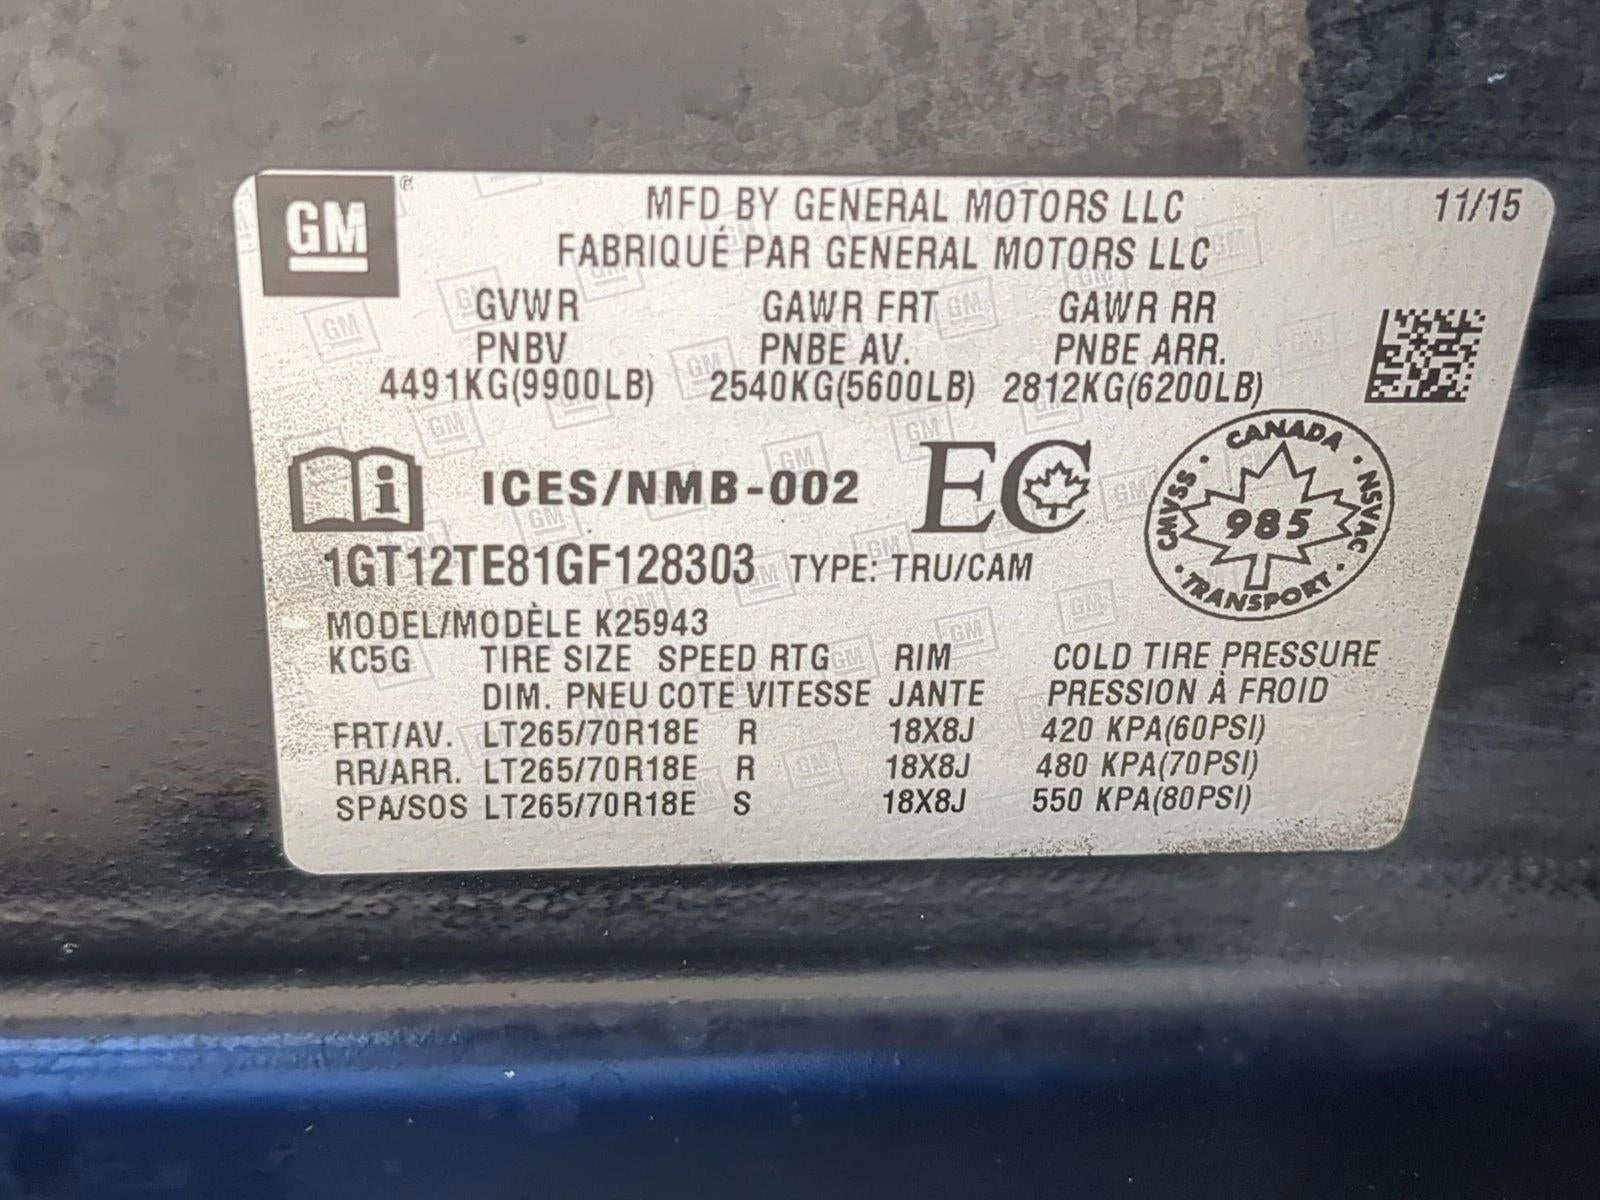 GM ®
MFD BY GENERAL MOTORS LLC 11/15
FABRIQUÉ PAR GENERAL MOTORS LLC
GVWR GAWR FRT GAWR RR
PNBV PNBE AV. PNBE ARR.
4491KG(9900LB) 2540KG(5600LB) 2812KG(6200LB)
i ICES/NMB-002 EC
CANADA
CMVSS · 985 · NSVAC
· TRANSPORT ·
1GT12TE81GF128303 TYPE: TRU/CAM
MODEL/MODÈLE K25943
KC5G TIRE SIZE SPEED RTG RIM COLD TIRE PRESSURE
DIM. PNEU COTE VITESSE JANTE PRESSION À FROID
FRT/AV. LT265/70R18E R 18X8J 420 KPA(60PSI)
RR/ARR. LT265/70R18E R 18X8J 480 KPA(70PSI)
SPA/SOS LT265/70R18E S 18X8J 550 KPA(80PSI)